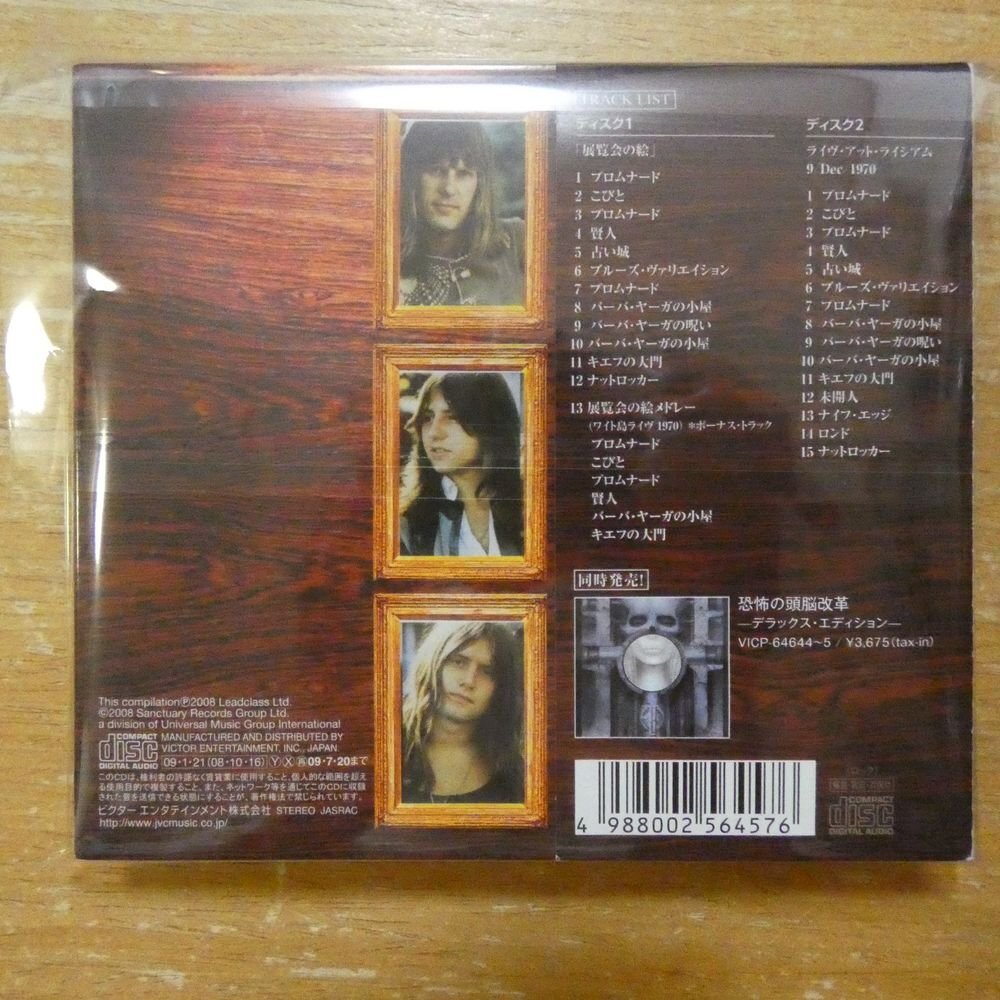 TRACK LIST
ディスク1
「展覧会の絵」
1 プロムナード
2 こびと
3 プロムナード
4 賢人
5 古い城
6 ブルーズ・ヴァリエイション
7 プロムナード
8 バーバ・ヤーガの小屋
9 バーバ・ヤーガの呪い
10 バーバ・ヤーガの小屋
11 キエフの大門
12 ナットロッカー
13 展覧会の絵メドレー
(ワイト島ライヴ 1970) *ボーナス・トラック
プロムナード
こびと
プロムナード
賢人
バーバ・ヤーガの小屋
キエフの大門
ディスク2
ライヴ・アット・ライシアム
9 Dec 1970
1 プロムナード
2 こびと
3 プロムナード
4 賢人
5 古い城
6 ブルーズ・ヴァリエイション
7 プロムナード
8 バーバ・ヤーガの小屋
9 バーバ・ヤーガの呪い
10 バーバ・ヤーガの小屋
11 キエフの大門
12 未開人
13 ナイフ・エッジ
14 ロンド
15 ナットロッカー
同時発売!
恐怖の頭脳改革
—デラックス・エディション—
VICP-64644~5 / ¥3,675(tax-in)
This compilation Ⓟ2008 Leadclass Ltd.
©2008 Sanctuary Records Group Ltd.
a division of Universal Music Group International
COMPACT disc DIGITAL AUDIO
MANUFACTURED AND DISTRIBUTED BY
VICTOR ENTERTAINMENT, INC., JAPAN.
09・1・21 (08・10・16) Ⓨ Ⓧ 09・7・20まで
このCDは、権利者の許諾なく賃貸業に使用すること、個人的な範囲を超え
る使用目的で複製すること、また、ネットワーク等を通じてこのCDに収録
された音を送信できる状態にすることが、著作権法で禁じられています。
ビクター エンタテインメント株式会社 STEREO JASRAC
http://www.jvcmusic.co.jp/
4 988002 564576
COMPACT disc DIGITAL AUDIO